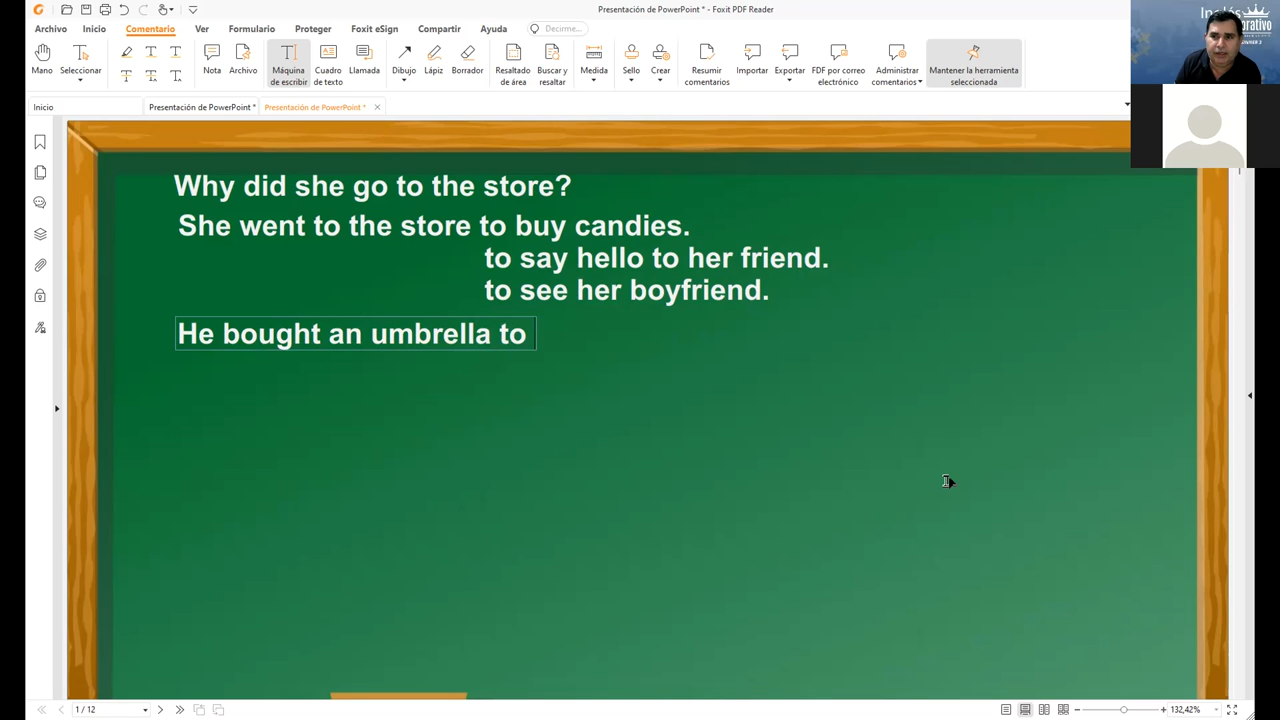 Presentación de PowerPoint * - Foxit PDF Reader
Archivo Inicio Comentario Ver Formulario Proteger Foxit eSign Compartir Ayuda Decirme...
Mano Seleccionar Nota Archivo Máquina de escribir Cuadro de texto Llamada Dibujo Lápiz Borrador Resaltado de área Buscar y resaltar Medida Sello Crear Resumir comentarios Importar Exportar FDF por correo electrónico Administrar comentarios Mantener la herramienta seleccionada
Inicio Presentación de PowerPoint * Presentación de PowerPoint *
Why did she go to the store?
She went to the store to buy candies.
to say hello to her friend.
to see her boyfriend.
He bought an umbrella to
1 / 12 132,42%